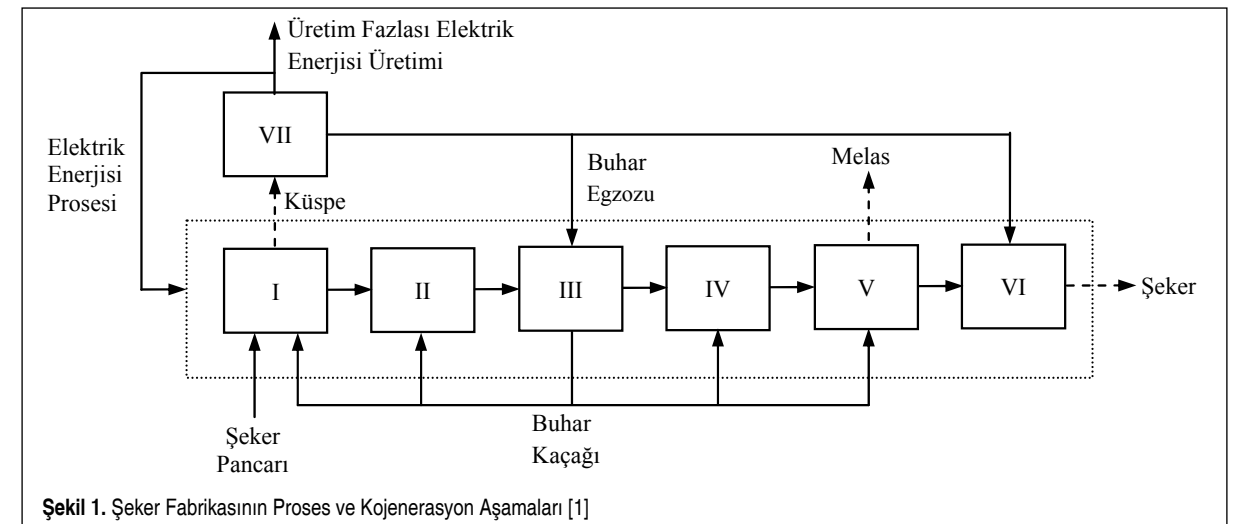 Üretim Fazlası Elektrik
Enerjisi Üretimi
VII
Elektrik
Enerjisi
Prosesi
Buhar
Egzozu
Melas
Küspe
I
II
III
IV
V
VI
Şeker
Şeker
Pancarı
Buhar
Kaçağı
Şekil 1. Şeker Fabrikasının Proses ve Kojenerasyon Aşamaları [1]